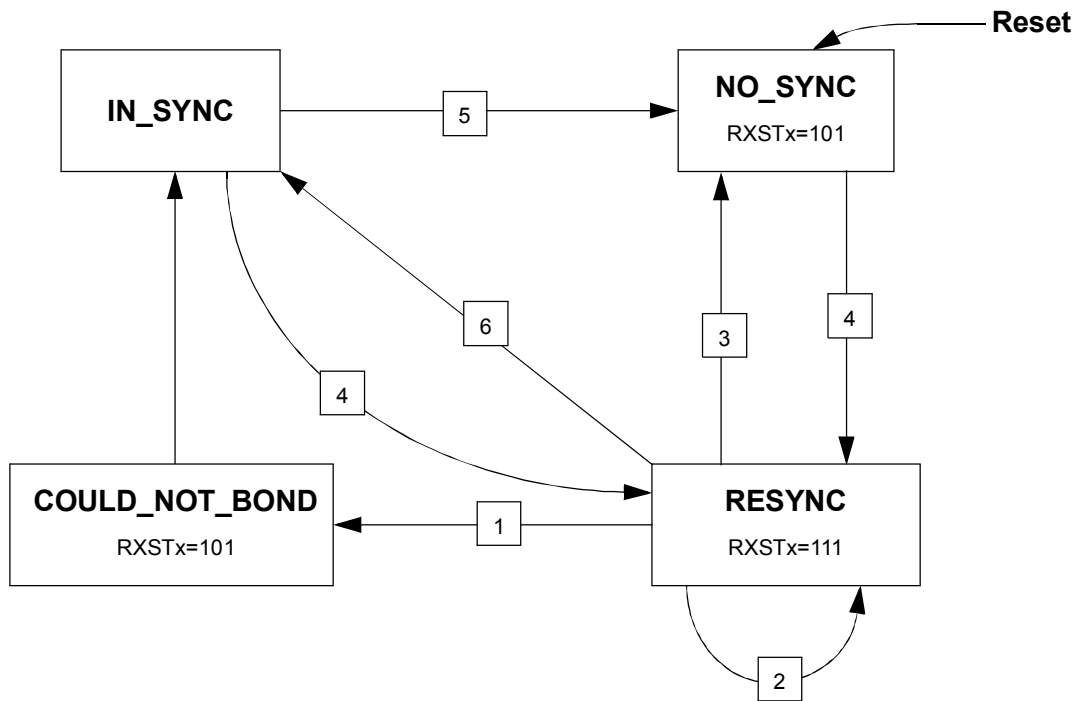 Reset
IN_SYNC
5
NO_SYNC
RXSTx=101
6
3
4
4
COULD_NOT_BOND
RXSTx=101
1
RESYNC
RXSTx=111
2